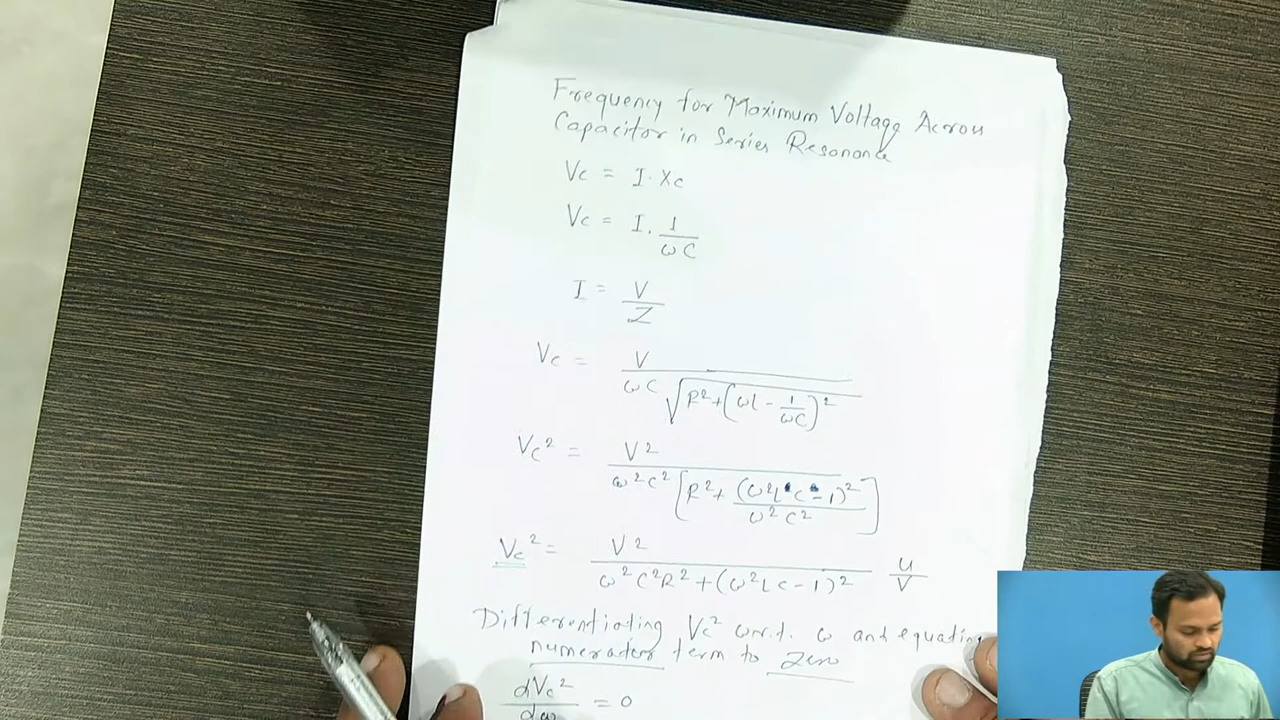 Frequency for Maximum Voltage Across
Capacitor in Series Resonance
Vc = I · Xc
Vc = I · 1/ωC
I = V/Z
Vc = V / ωC √R² + (ωL - 1/ωC)²
Vc² = V² / ω²C² [R² + (ω²LC - 1)²/ω²C²]
Vc² = V² / ω²C²R² + (ω²LC - 1)² u/v
Differentiating Vc² w.r.t. ω and equating
numerator term to Zero
dVc²/dω = 0